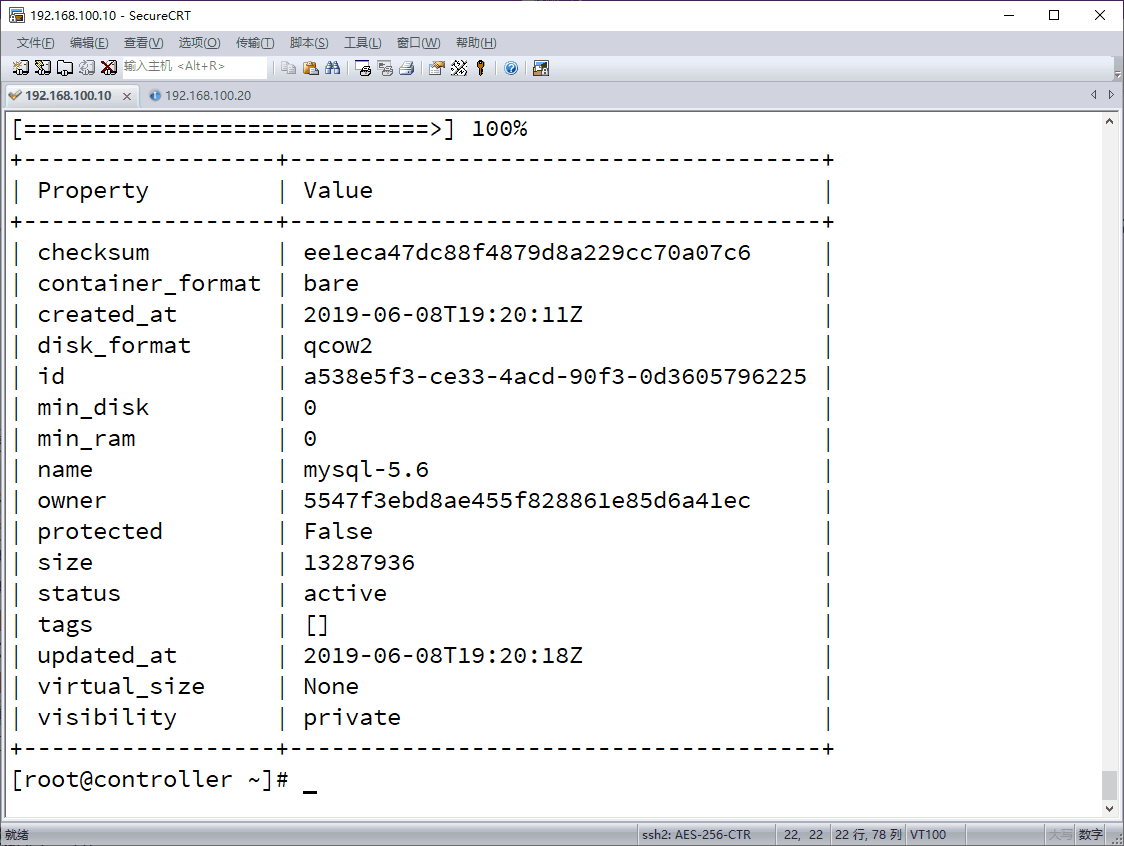 192.168.100.10 - SecureCRT
文件(F) 编辑(E) 查看(V) 选项(O) 传输(T) 脚本(S) 工具(L) 窗口(W) 帮助(H)
输入主机 <Alt+R>
192.168.100.10 192.168.100.20
[=============================>] 100%
+------------------+--------------------------------------+
| Property         | Value                                |
+------------------+--------------------------------------+
| checksum         | ee1eca47dc88f4879d8a229cc70a07c6     |
| container_format | bare                                 |
| created_at       | 2019-06-08T19:20:11Z                 |
| disk_format      | qcow2                                |
| id               | a538e5f3-ce33-4acd-90f3-0d3605796225 |
| min_disk         | 0                                    |
| min_ram          | 0                                    |
| name             | mysql-5.6                            |
| owner            | 5547f3ebd8ae455f828861e85d6a41ec     |
| protected        | False                                |
| size             | 13287936                             |
| status           | active                               |
| tags             | []                                   |
| updated_at       | 2019-06-08T19:20:18Z                 |
| virtual_size     | None                                 |
| visibility       | private                              |
+------------------+--------------------------------------+
[root@controller ~]# _
就绪 ssh2: AES-256-CTR 22, 22 22 行, 78 列 VT100 大写 数字